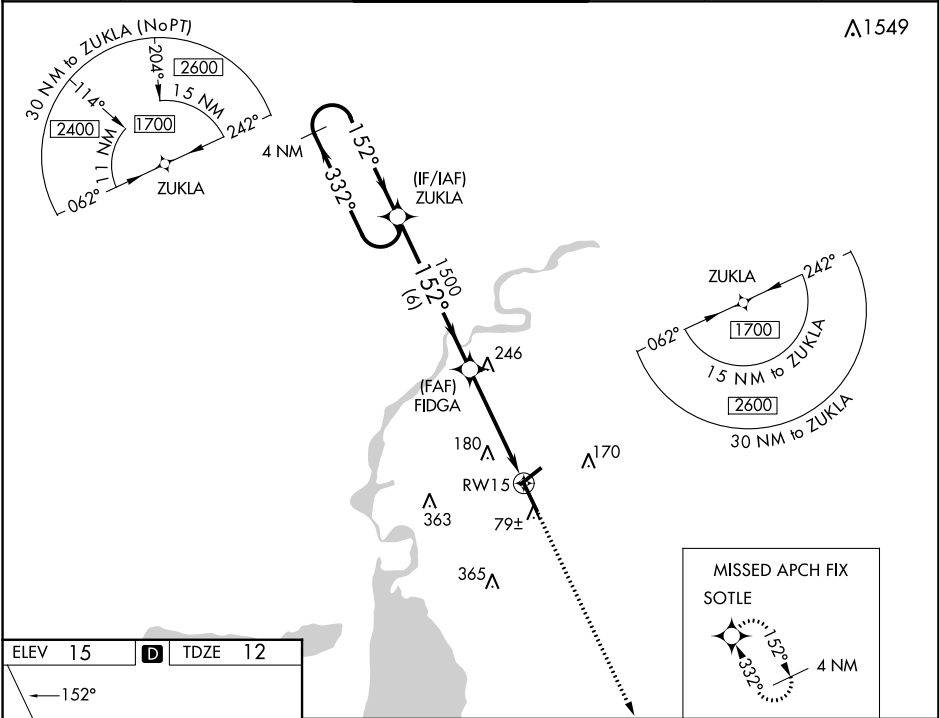 1549
30 NM to ZUKLA (NoPT)
204°
2600
114°
15 NM
2400
1700
242°
11 NM
062°
ZUKLA
4 NM
152°
332°
(IF/IAF)
ZUKLA
1500
152°
(6)
ZUKLA
242°
062°
1700
15 NM to ZUKLA
2600
30 NM to ZUKLA
246
(FAF)
FIDGA
180
170
RW15
363
79±
365
MISSED APCH FIX
SOTLE
152°
332°
4 NM
ELEV 15 D TDZE 12
152°